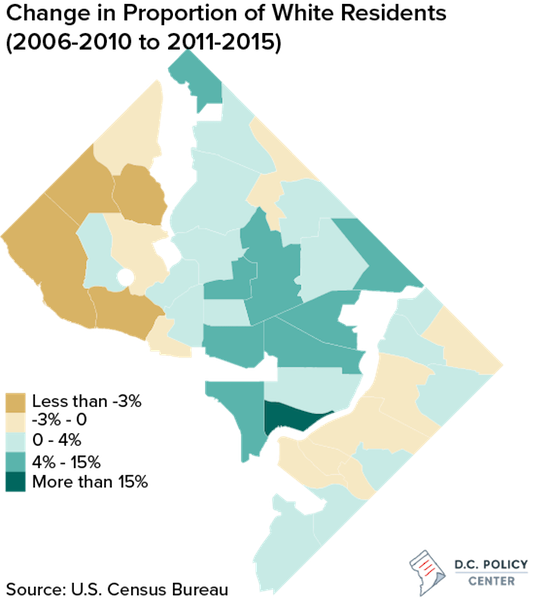 Change in Proportion of White Residents
(2006-2010 to 2011-2015)
Less than -3%
-3% - 0
0 - 4%
4% - 15%
More than 15%
D.C. POLICY
CENTER
Source: U.S. Census Bureau